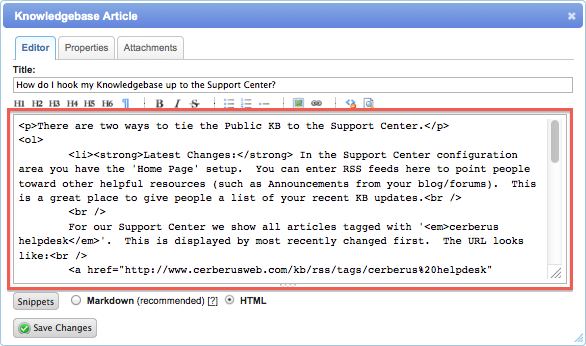 Knowledgebase Article
Editor Properties Attachments
Title:
How do I hook my Knowledgebase up to the Support Center?
H1 H2 H3 H4 H5 H6 ¶ B I S
<p>There are two ways to tie the Public KB to the Support Center.</p>
<ol>
<li><strong>Latest Changes:</strong> In the Support Center configuration
area you have the 'Home Page' setup.  You can enter RSS feeds here to point people
toward other helpful resources (such as Announcements from your blog/forums).  This
is a great place to give people a list of your recent KB updates.<br />
<br />
For our Support Center we show all articles tagged with '<em>cerberus
helpdesk</em>'.  This is displayed by most recently changed first.  The URL looks
like:<br />
<a href="http://www.cerberusweb.com/kb/rss/tags/cerberus%20helpdesk"
Snippets Markdown (recommended) [?] HTML
Save Changes